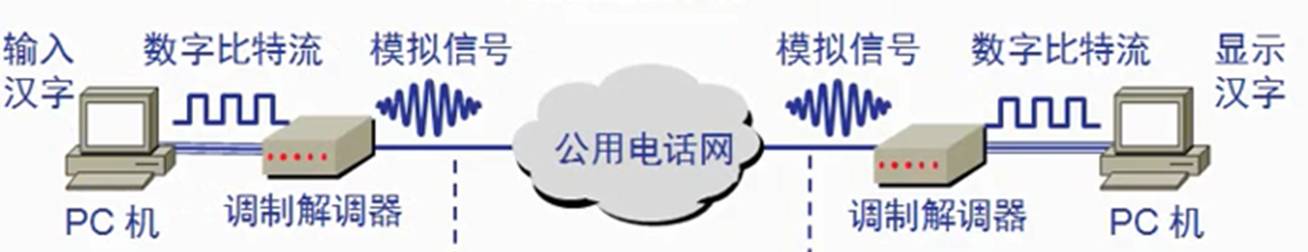 输入
汉字
数字比特流
模拟信号
模拟信号
数字比特流
显示
汉字
公用电话网
PC 机
调制解调器
调制解调器
PC 机